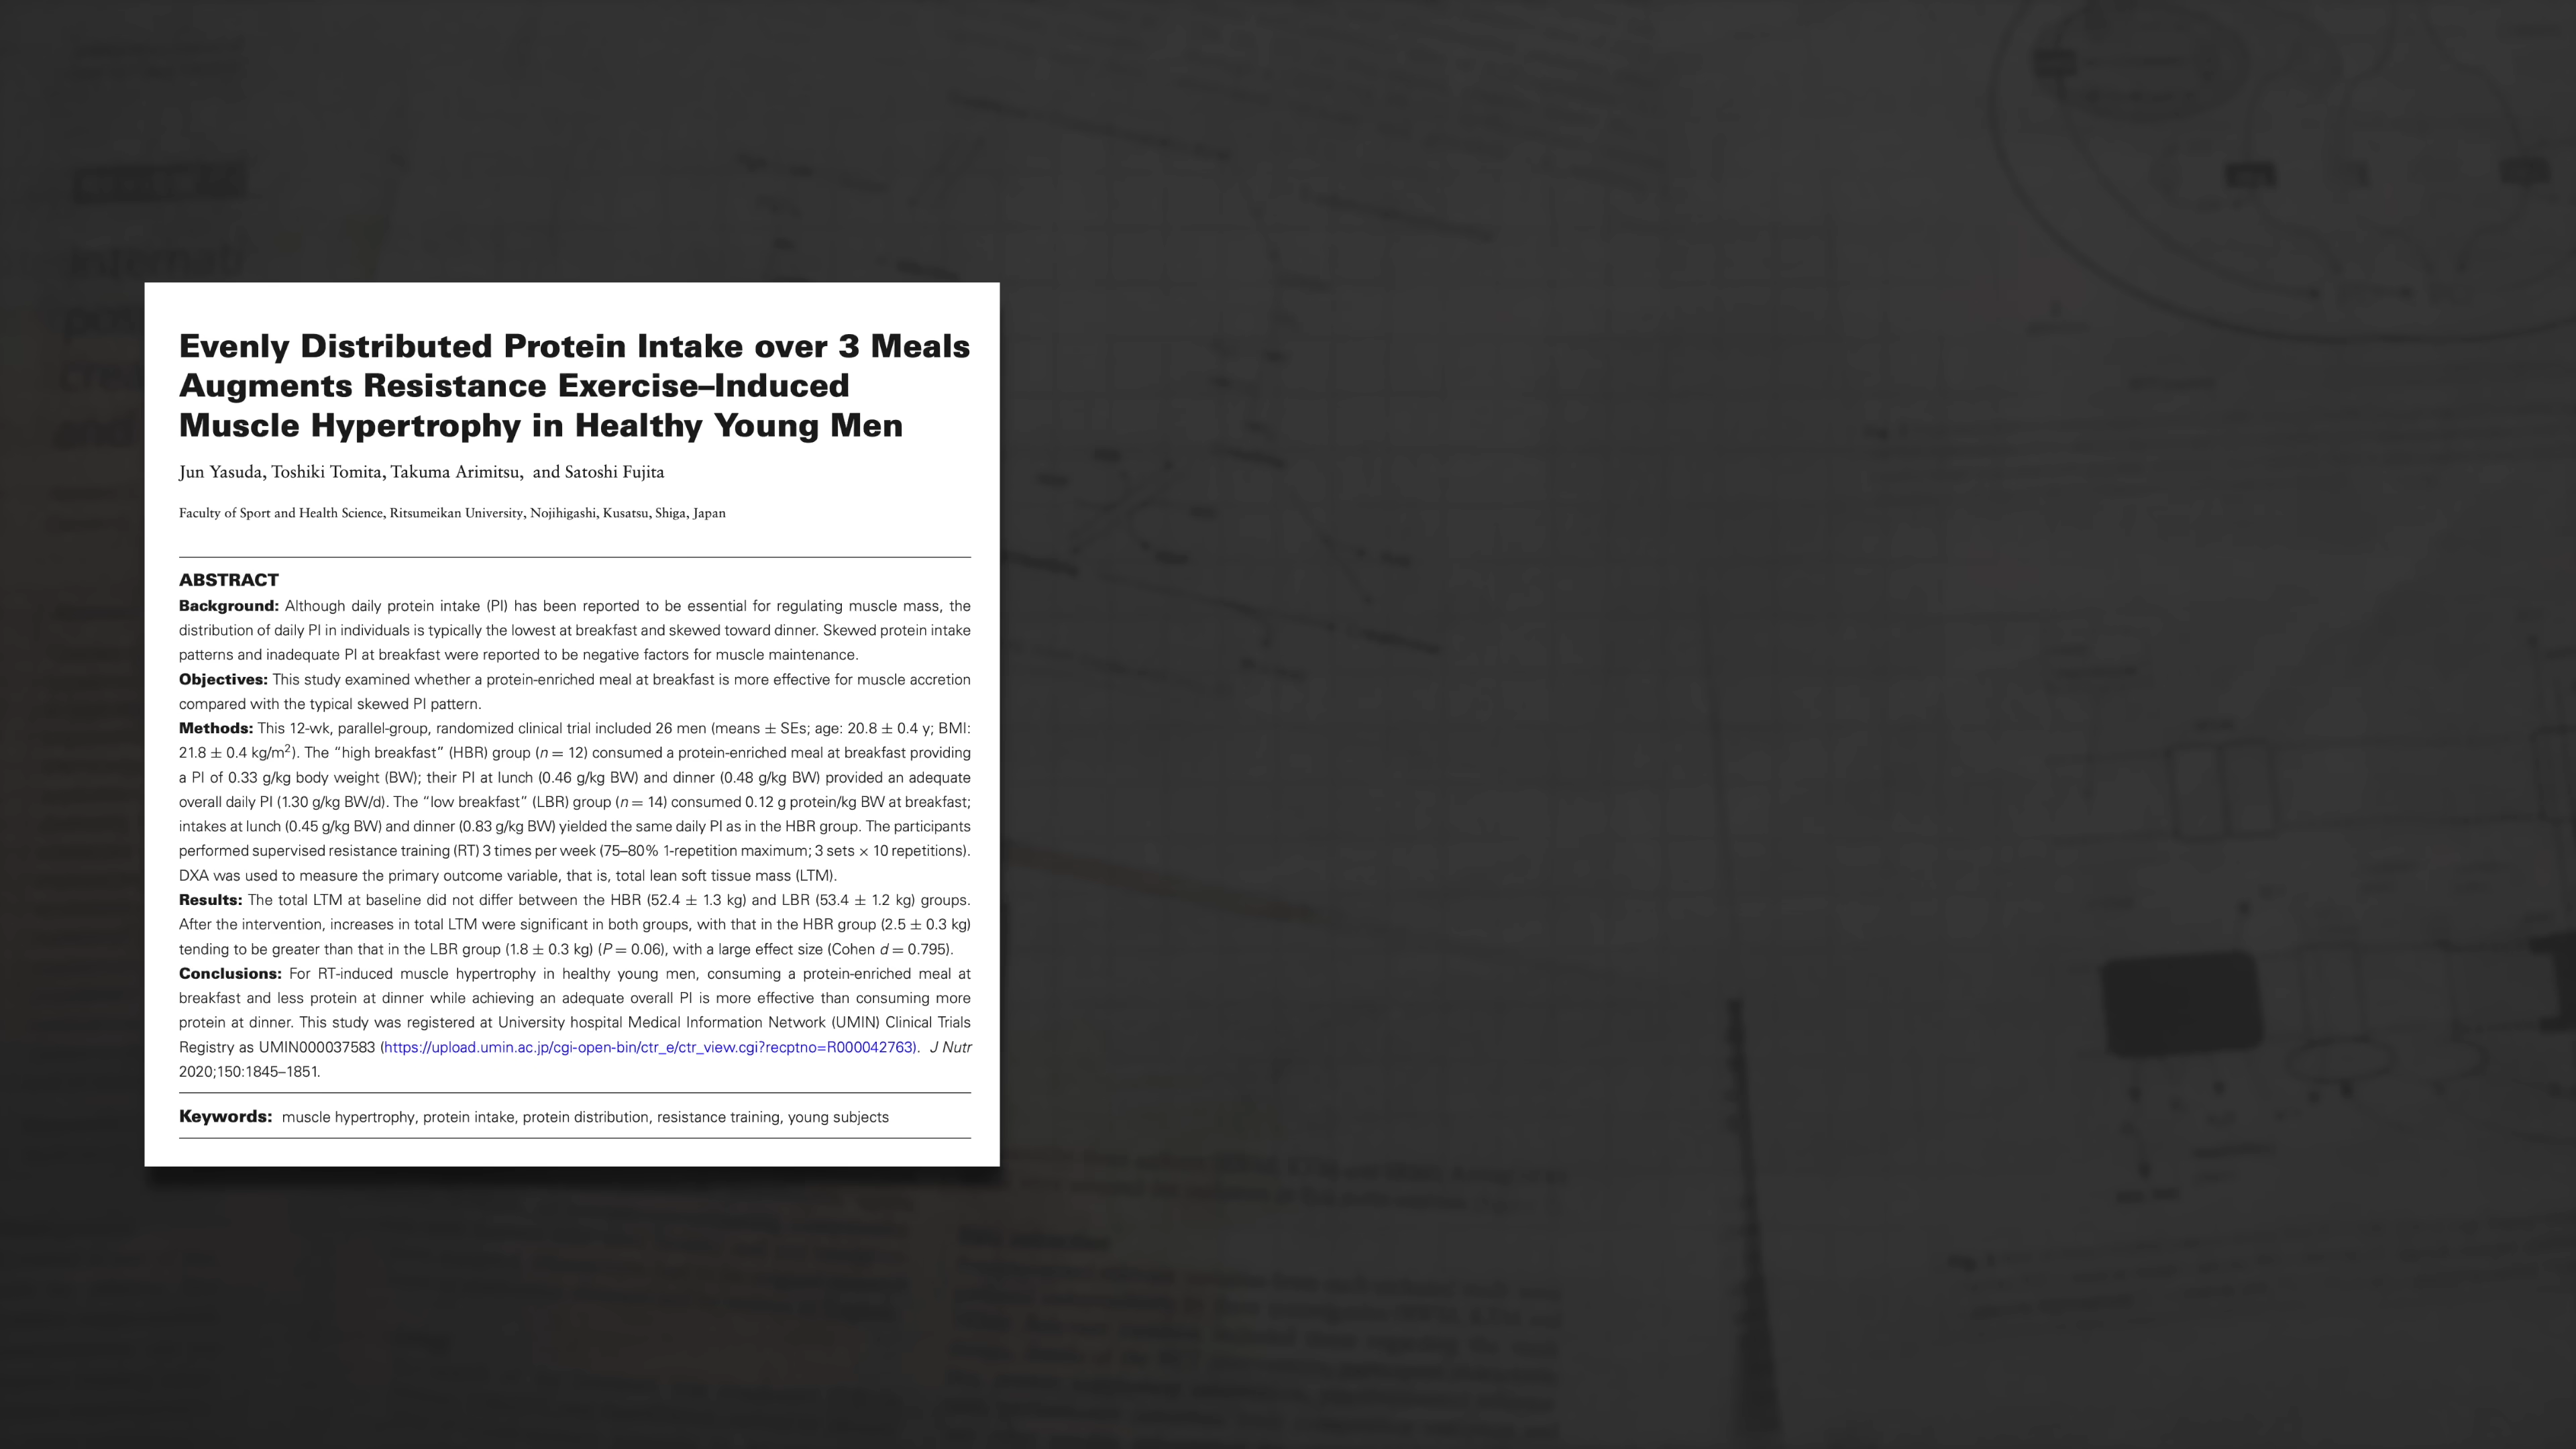 Evenly Distributed Protein Intake over 3 Meals
Augments Resistance Exercise–Induced
Muscle Hypertrophy in Healthy Young Men
Jun Yasuda, Toshiki Tomita, Takuma Arimitsu, and Satoshi Fujita
Faculty of Sport and Health Science, Ritsumeikan University, Nojihigashi, Kusatsu, Shiga, Japan
ABSTRACT
Background: Although daily protein intake (PI) has been reported to be essential for regulating muscle mass, the
distribution of daily PI in individuals is typically the lowest at breakfast and skewed toward dinner. Skewed protein intake
patterns and inadequate PI at breakfast were reported to be negative factors for muscle maintenance.
Objectives: This study examined whether a protein-enriched meal at breakfast is more effective for muscle accretion
compared with the typical skewed PI pattern.
Methods: This 12-wk, parallel-group, randomized clinical trial included 26 men (means ± SEs; age: 20.8 ± 0.4 y; BMI:
21.8 ± 0.4 kg/m²). The “high breakfast” (HBR) group (n = 12) consumed a protein-enriched meal at breakfast providing
a PI of 0.33 g/kg body weight (BW); their PI at lunch (0.46 g/kg BW) and dinner (0.48 g/kg BW) provided an adequate
overall daily PI (1.30 g/kg BW/d). The “low breakfast” (LBR) group (n = 14) consumed 0.12 g protein/kg BW at breakfast;
intakes at lunch (0.45 g/kg BW) and dinner (0.83 g/kg BW) yielded the same daily PI as in the HBR group. The participants
performed supervised resistance training (RT) 3 times per week (75–80% 1-repetition maximum; 3 sets × 10 repetitions).
DXA was used to measure the primary outcome variable, that is, total lean soft tissue mass (LTM).
Results: The total LTM at baseline did not differ between the HBR (52.4 ± 1.3 kg) and LBR (53.4 ± 1.2 kg) groups.
After the intervention, increases in total LTM were significant in both groups, with that in the HBR group (2.5 ± 0.3 kg)
tending to be greater than that in the LBR group (1.8 ± 0.3 kg) (P = 0.06), with a large effect size (Cohen d = 0.795).
Conclusions: For RT-induced muscle hypertrophy in healthy young men, consuming a protein-enriched meal at
breakfast and less protein at dinner while achieving an adequate overall PI is more effective than consuming more
protein at dinner. This study was registered at University hospital Medical Information Network (UMIN) Clinical Trials
Registry as UMIN000037583 (https://upload.umin.ac.jp/cgi-open-bin/ctr_e/ctr_view.cgi?recptno=R000042763). J Nutr
2020;150:1845–1851.
Keywords: muscle hypertrophy, protein intake, protein distribution, resistance training, young subjects